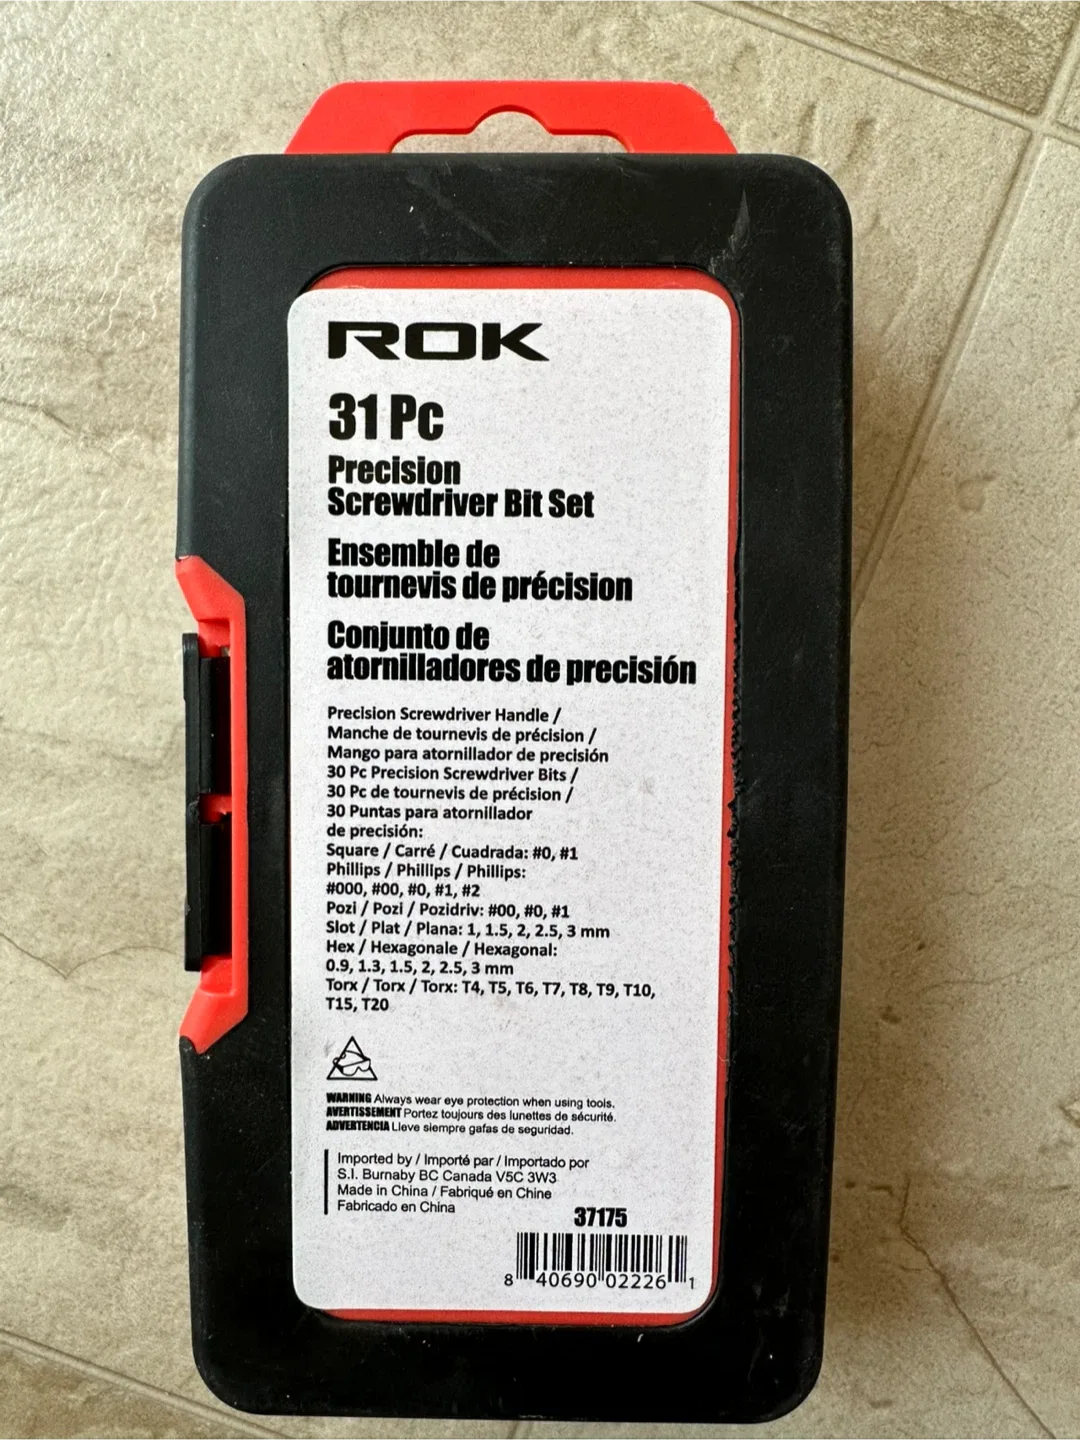 ROK
31 Pc
Precision
Screwdriver Bit Set
Ensemble de
tournevis de précision
Conjunto de
atornilladores de precisión
Precision Screwdriver Handle /
Manche de tournevis de précision /
Mango para atornillador de precisión
30 Pc Precision Screwdriver Bits /
30 Pc de tournevis de précision /
30 Puntas para atornillador
de precisión:
Square / Carré / Cuadrada: #0, #1
Phillips / Phillips / Phillips:
#000, #00, #0, #1, #2
Pozi / Pozi / Pozidriv: #00, #0, #1
Slot / Plat / Plana: 1, 1.5, 2, 2.5, 3 mm
Hex / Hexagonale / Hexagonal:
0.9, 1.3, 1.5, 2, 2.5, 3 mm
Torx / Torx / Torx: T4, T5, T6, T7, T8, T9, T10,
T15, T20
WARNING Always wear eye protection when using tools.
AVERTISSEMENT Portez toujours des lunettes de sécurité.
ADVERTENCIA Lleve siempre gafas de seguridad.
Imported by / Importé par / Importado por
S.I. Burnaby BC Canada V5C 3W3
Made in China / Fabriqué en Chine
Fabricado en China
37175
8 40690 02226 1